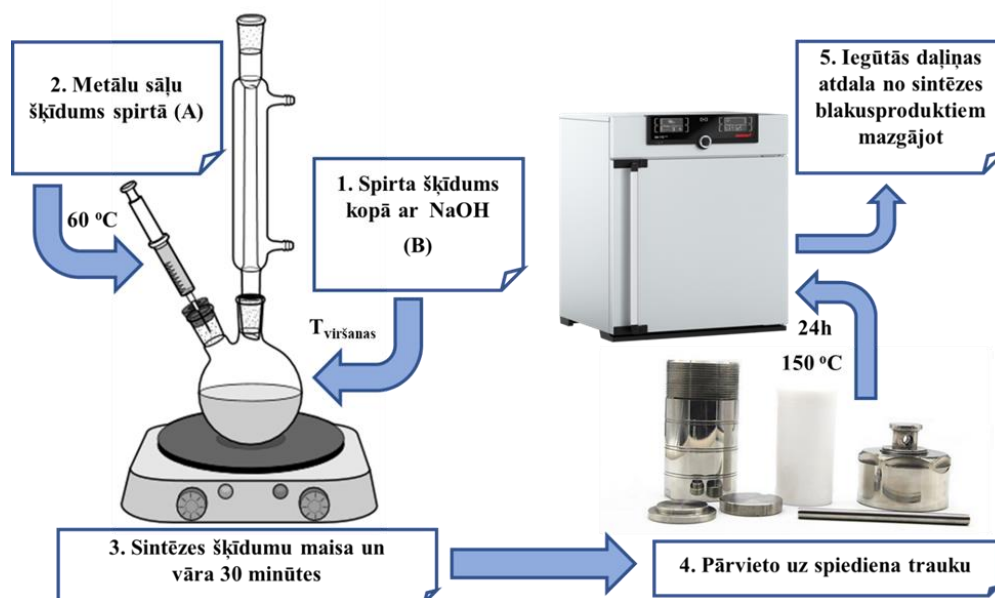 2. Metālu sāļu
šķīdums spirtā (A)
60 °C
1. Spirta šķīdums
kopā ar NaOH
(B)
Tviršanas
3. Sintēzes šķīdumu maisa un
vāra 30 minūtes
4. Pārvieto uz spiediena trauku
24h
150 °C
5. Iegūtās daļiņas
atdala no sintēzes
blakusproduktiem
mazgājot